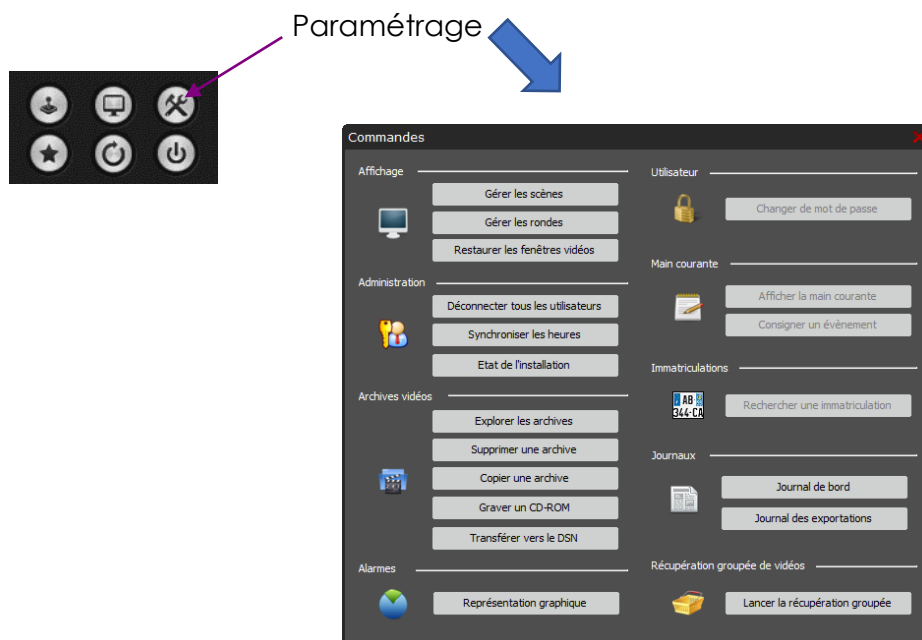 Paramétrage
Commandes
Affichage
Gérer les scènes
Gérer les rondes
Restaurer les fenêtres vidéos
Administration
Déconnecter tous les utilisateurs
Synchroniser les heures
Etat de l'installation
Archives vidéos
Explorer les archives
Supprimer une archive
Copier une archive
Graver un CD-ROM
Transférer vers le DSN
Alarmes
Représentation graphique
Utilisateur
Changer de mot de passe
Main courante
Afficher la main courante
Consigner un évènement
Immatriculations
AB
344-CA
Rechercher une immatriculation
Journaux
Journal de bord
Journal des exportations
Récupération groupée de vidéos
Lancer la récupération groupée